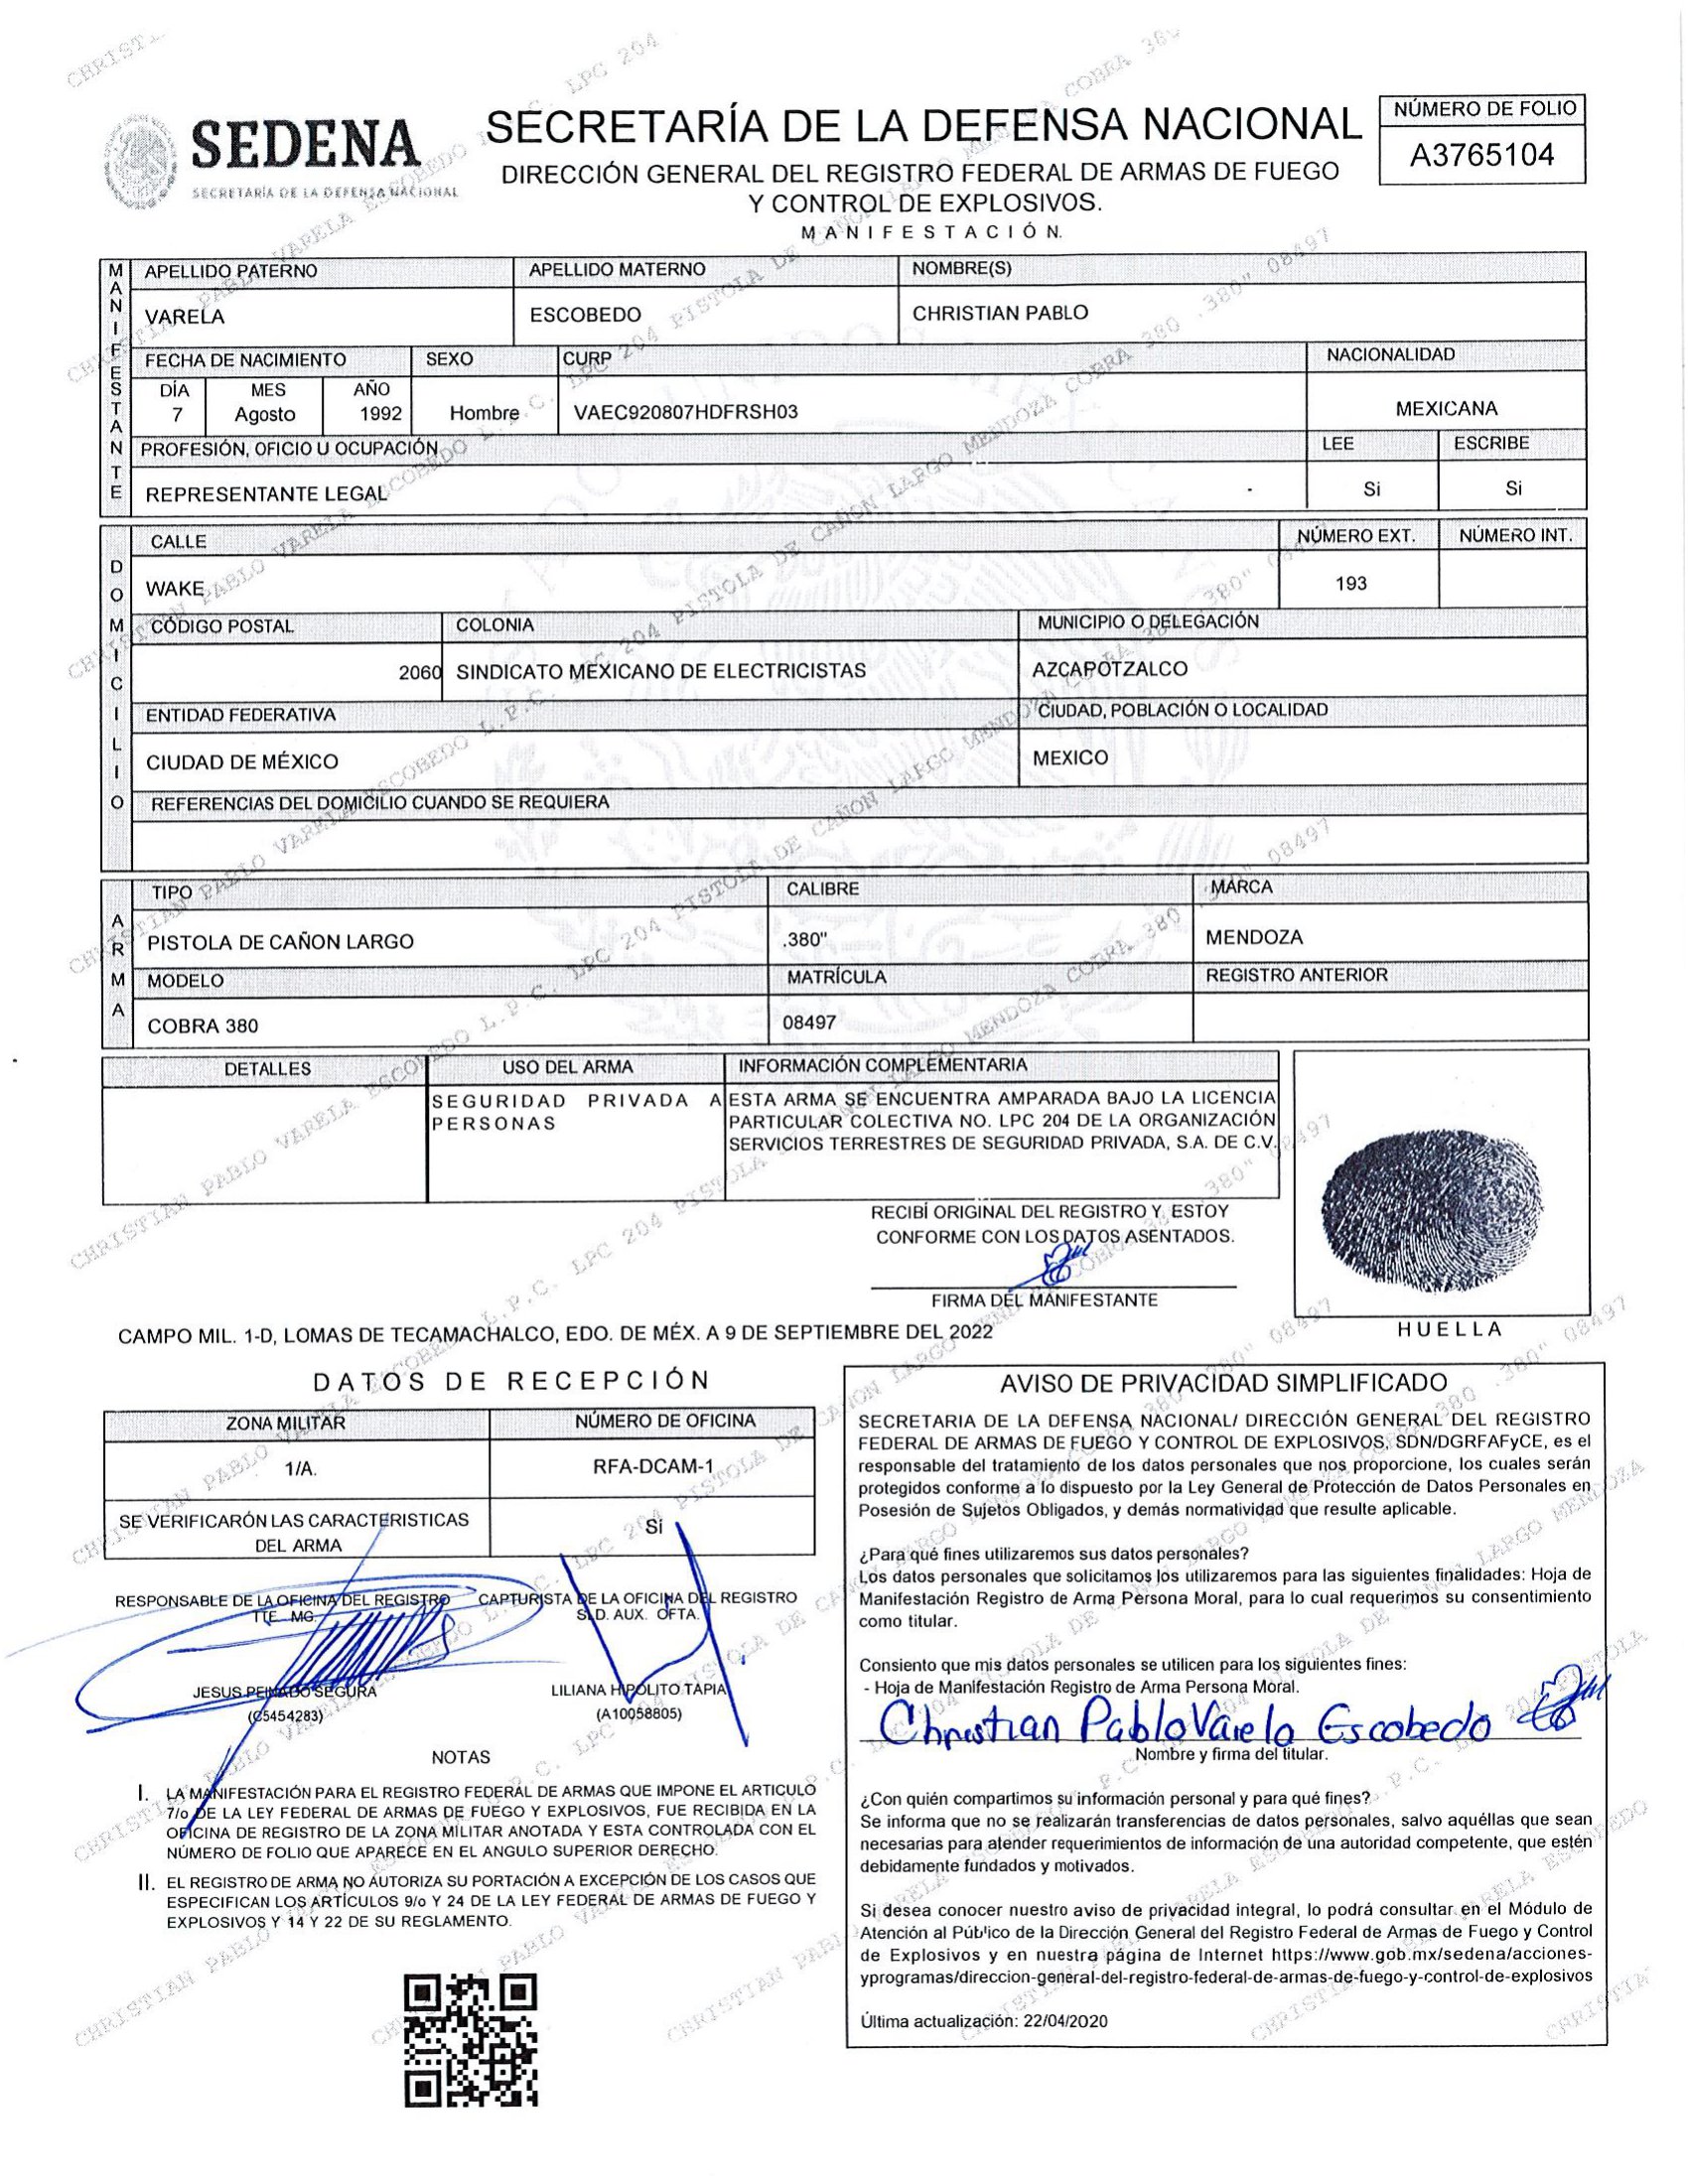 SEDENA
SECRETARÍA DE LA DEFENSA NACIONAL
SECRETARÍA DE LA DEFENSA NACIONAL
DIRECCIÓN GENERAL DEL REGISTRO FEDERAL DE ARMAS DE FUEGO
Y CONTROL DE EXPLOSIVOS.
MANIFESTACIÓN.
NÚMERO DE FOLIO
A3765104
MANIFESTANTE
APELLIDO PATERNO APELLIDO MATERNO NOMBRE(S)
VARELA ESCOBEDO CHRISTIAN PABLO
FECHA DE NACIMIENTO SEXO CURP NACIONALIDAD
DÍA MES AÑO
7 Agosto 1992 Hombre VAEC920807HDFRSH03 MEXICANA
PROFESIÓN, OFICIO U OCUPACIÓN LEE ESCRIBE
REPRESENTANTE LEGAL Si Si
DOMICILIO
CALLE NÚMERO EXT. NÚMERO INT.
WAKE 193
CÓDIGO POSTAL COLONIA MUNICIPIO O DELEGACIÓN
2060 SINDICATO MEXICANO DE ELECTRICISTAS AZCAPOTZALCO
ENTIDAD FEDERATIVA CIUDAD, POBLACIÓN O LOCALIDAD
CIUDAD DE MÉXICO MEXICO
REFERENCIAS DEL DOMICILIO CUANDO SE REQUIERA
ARMA
TIPO CALIBRE MARCA
PISTOLA DE CAÑON LARGO .380" MENDOZA
MODELO MATRÍCULA REGISTRO ANTERIOR
COBRA 380 08497
DETALLES USO DEL ARMA INFORMACIÓN COMPLEMENTARIA
SEGURIDAD PRIVADA A
PERSONAS
ESTA ARMA SE ENCUENTRA AMPARADA BAJO LA LICENCIA
PARTICULAR COLECTIVA NO. LPC 204 DE LA ORGANIZACIÓN
SERVICIOS TERRESTRES DE SEGURIDAD PRIVADA, S.A. DE C.V.
RECIBÍ ORIGINAL DEL REGISTRO Y ESTOY
CONFORME CON LOS DATOS ASENTADOS.
FIRMA DEL MANIFESTANTE
HUELLA
CAMPO MIL. 1-D, LOMAS DE TECAMACHALCO, EDO. DE MÉX. A 9 DE SEPTIEMBRE DEL 2022
DATOS DE RECEPCIÓN
ZONA MILITAR NÚMERO DE OFICINA
1/A. RFA-DCAM-1
SE VERIFICARÓN LAS CARACTERISTICAS
DEL ARMA
Si
RESPONSABLE DE LA OFICINA DEL REGISTRO
TTE. MG.
JESUS PEINADO SEGURA
(C5454283)
CAPTURISTA DE LA OFICINA DEL REGISTRO
SLD. AUX. OFTA.
LILIANA HIPOLITO TAPIA
(A10058805)
NOTAS
I. LA MANIFESTACIÓN PARA EL REGISTRO FEDERAL DE ARMAS QUE IMPONE EL ARTICULO
7/o DE LA LEY FEDERAL DE ARMAS DE FUEGO Y EXPLOSIVOS, FUE RECIBIDA EN LA
OFICINA DE REGISTRO DE LA ZONA MILITAR ANOTADA Y ESTA CONTROLADA CON EL
NÚMERO DE FOLIO QUE APARECE EN EL ANGULO SUPERIOR DERECHO.
II. EL REGISTRO DE ARMA NO AUTORIZA SU PORTACIÓN A EXCEPCIÓN DE LOS CASOS QUE
ESPECIFICAN LOS ARTÍCULOS 9/o Y 24 DE LA LEY FEDERAL DE ARMAS DE FUEGO Y
EXPLOSIVOS Y 14 Y 22 DE SU REGLAMENTO.
AVISO DE PRIVACIDAD SIMPLIFICADO
SECRETARIA DE LA DEFENSA NACIONAL/ DIRECCIÓN GENERAL DEL REGISTRO
FEDERAL DE ARMAS DE FUEGO Y CONTROL DE EXPLOSIVOS, SDN/DGRFAFyCE, es el
responsable del tratamiento de los datos personales que nos proporcione, los cuales serán
protegidos conforme a lo dispuesto por la Ley General de Protección de Datos Personales en
Posesión de Sujetos Obligados, y demás normatividad que resulte aplicable.
¿Para qué fines utilizaremos sus datos personales?
Los datos personales que solicitamos los utilizaremos para las siguientes finalidades: Hoja de
Manifestación Registro de Arma Persona Moral, para lo cual requerimos su consentimiento
como titular.
Consiento que mis datos personales se utilicen para los siguientes fines:
- Hoja de Manifestación Registro de Arma Persona Moral.
Christian Pablo Varela Escobedo
Nombre y firma del titular.
¿Con quién compartimos su información personal y para qué fines?
Se informa que no se realizarán transferencias de datos personales, salvo aquéllas que sean
necesarias para atender requerimientos de información de una autoridad competente, que estén
debidamente fundados y motivados.
Si desea conocer nuestro aviso de privacidad integral, lo podrá consultar en el Módulo de
Atención al Público de la Dirección General del Registro Federal de Armas de Fuego y Control
de Explosivos y en nuestra página de Internet https://www.gob.mx/sedena/acciones-
yprogramas/direccion-general-del-registro-federal-de-armas-de-fuego-y-control-de-explosivos
Última actualización: 22/04/2020
CHRISTIAN PABLO VARELA ESCOBEDO L.P.C. LPC 204 PISTOLA DE CAÑON LARGO MENDOZA COBRA 380 .380" 08497